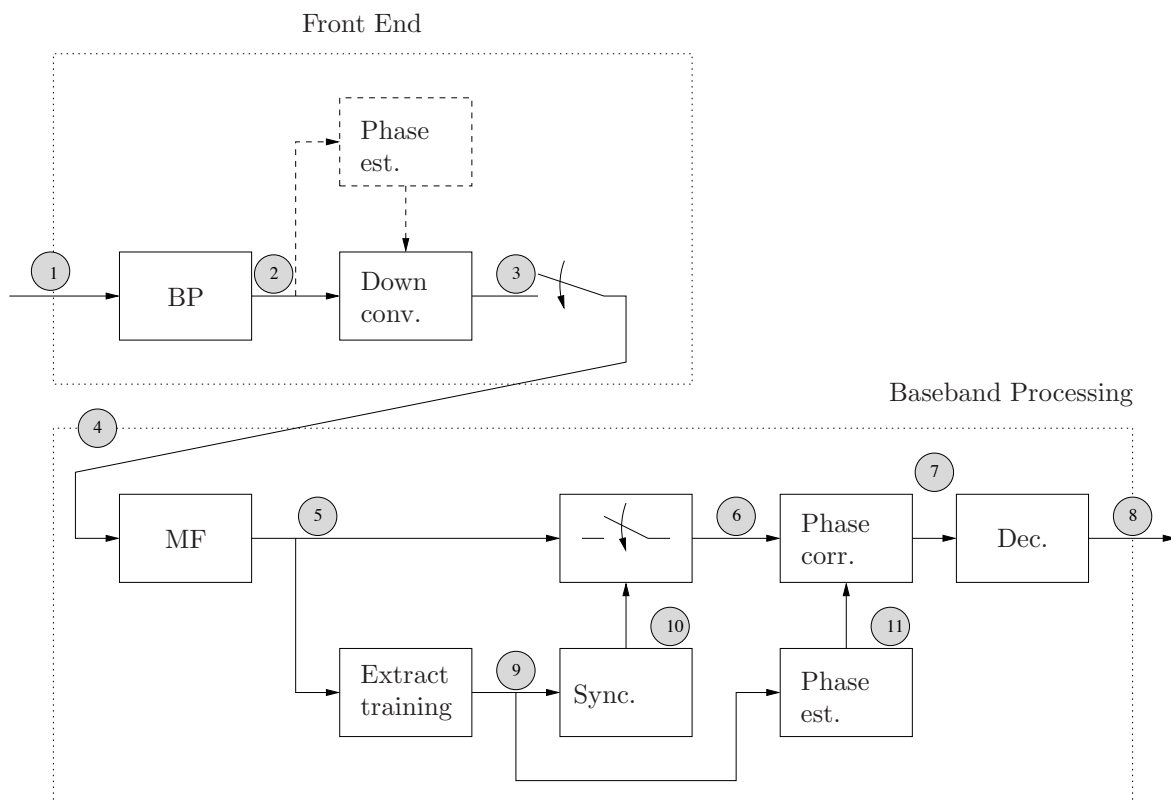 Front End
Phase
est.
1
2
3
BP
Down
conv.
Baseband Processing
4
5
6
7
8
MF
Phase
corr.
Dec.
10
11
9
Extract
training
Sync.
Phase
est.